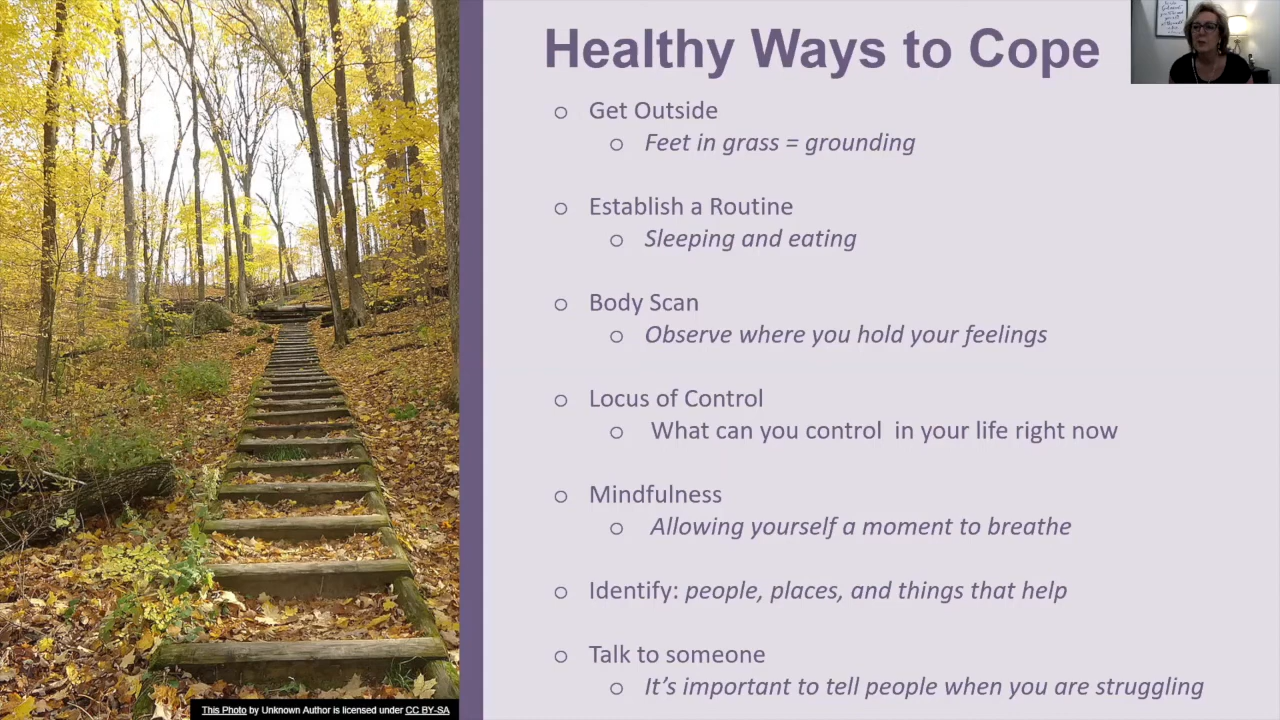 Healthy Ways to Cope
Get Outside
Feet in grass = grounding
Establish a Routine
Sleeping and eating
Body Scan
Observe where you hold your feelings
Locus of Control
What can you control  in your life right now
Mindfulness
Allowing yourself a moment to breathe
Identify: people, places, and things that help
Talk to someone
It’s important to tell people when you are struggling
This Photo by Unknown Author is licensed under CC BY-SA